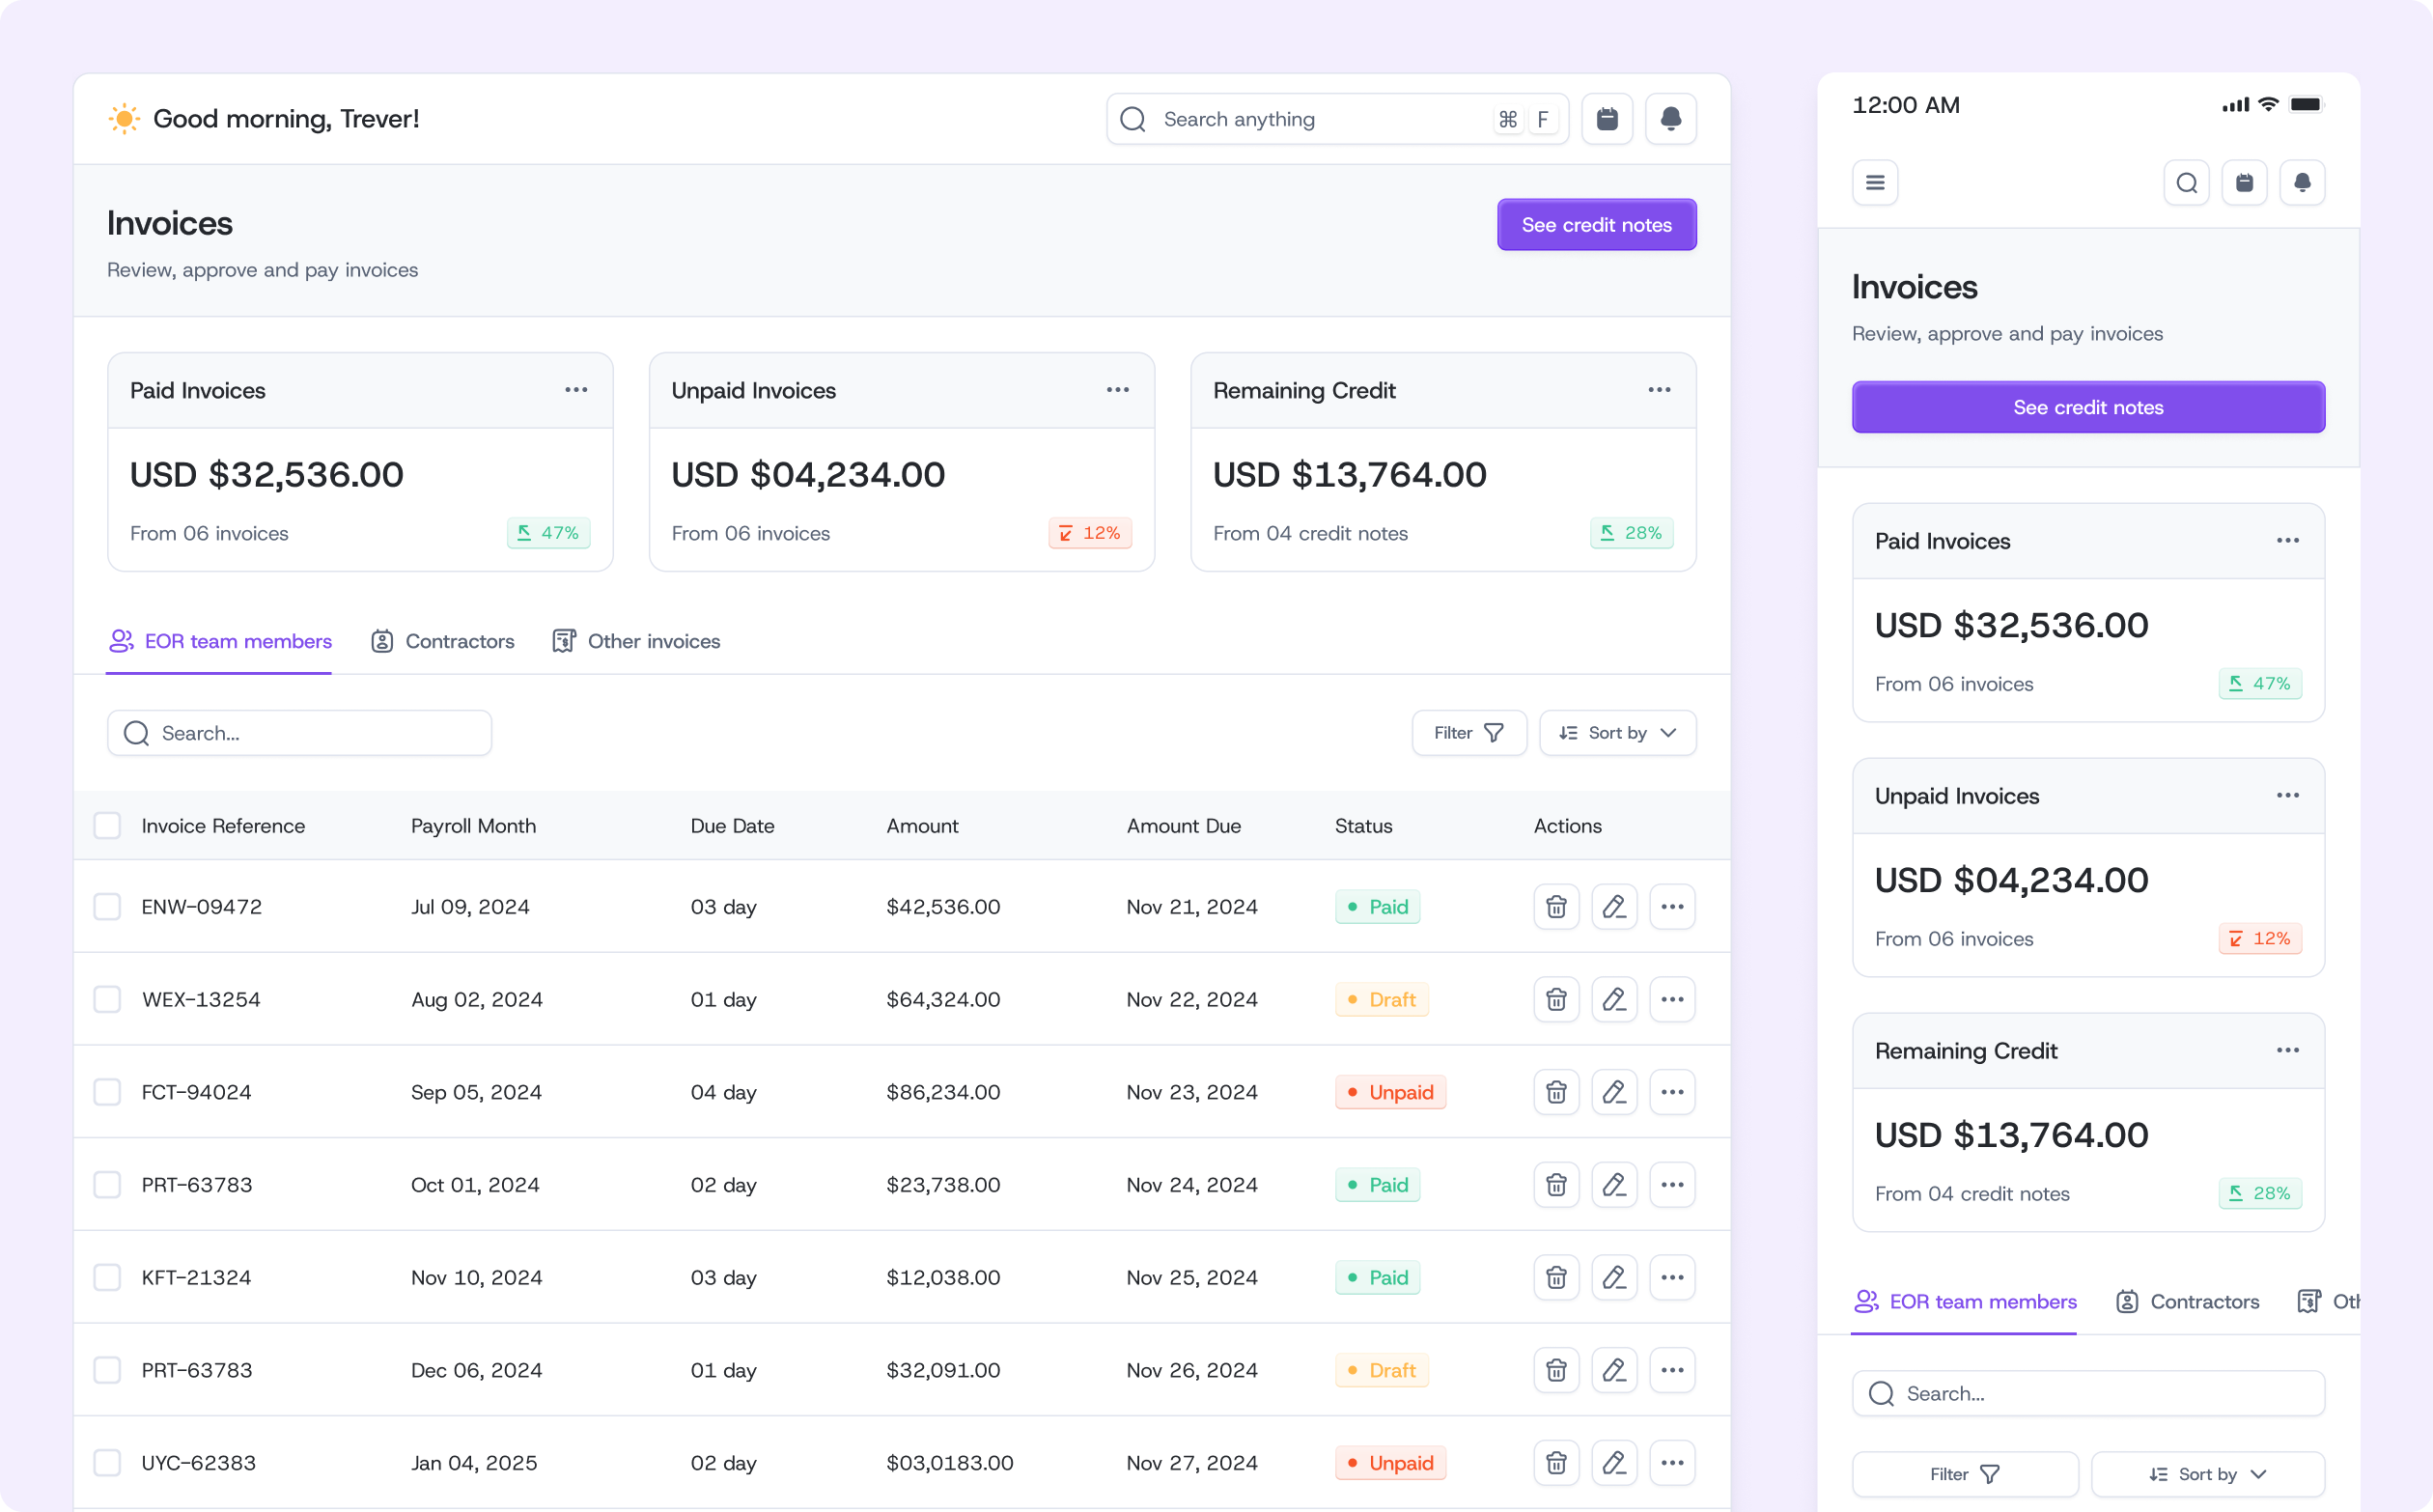 Good morning, Trever!
Search anything ⌘ F
Invoices
See credit notes
Review, approve and pay invoices
Paid Invoices
USD $32,536.00
From 06 invoices 47%
Unpaid Invoices
USD $04,234.00
From 06 invoices 12%
Remaining Credit
USD $13,764.00
From 04 credit notes 28%
EOR team members Contractors Other invoices
Search...
Filter Sort by
Invoice Reference Payroll Month Due Date Amount Amount Due Status Actions
ENW-09472 Jul 09, 2024 03 day $42,536.00 Nov 21, 2024 Paid
WEX-13254 Aug 02, 2024 01 day $64,324.00 Nov 22, 2024 Draft
FCT-94024 Sep 05, 2024 04 day $86,234.00 Nov 23, 2024 Unpaid
PRT-63783 Oct 01, 2024 02 day $23,738.00 Nov 24, 2024 Paid
KFT-21324 Nov 10, 2024 03 day $12,038.00 Nov 25, 2024 Paid
PRT-63783 Dec 06, 2024 01 day $32,091.00 Nov 26, 2024 Draft
UYC-62383 Jan 04, 2025 02 day $03,0183.00 Nov 27, 2024 Unpaid
12:00 AM
Invoices
Review, approve and pay invoices
See credit notes
Paid Invoices
USD $32,536.00
From 06 invoices 47%
Unpaid Invoices
USD $04,234.00
From 06 invoices 12%
Remaining Credit
USD $13,764.00
From 04 credit notes 28%
EOR team members Contractors
Search...
Filter Sort by